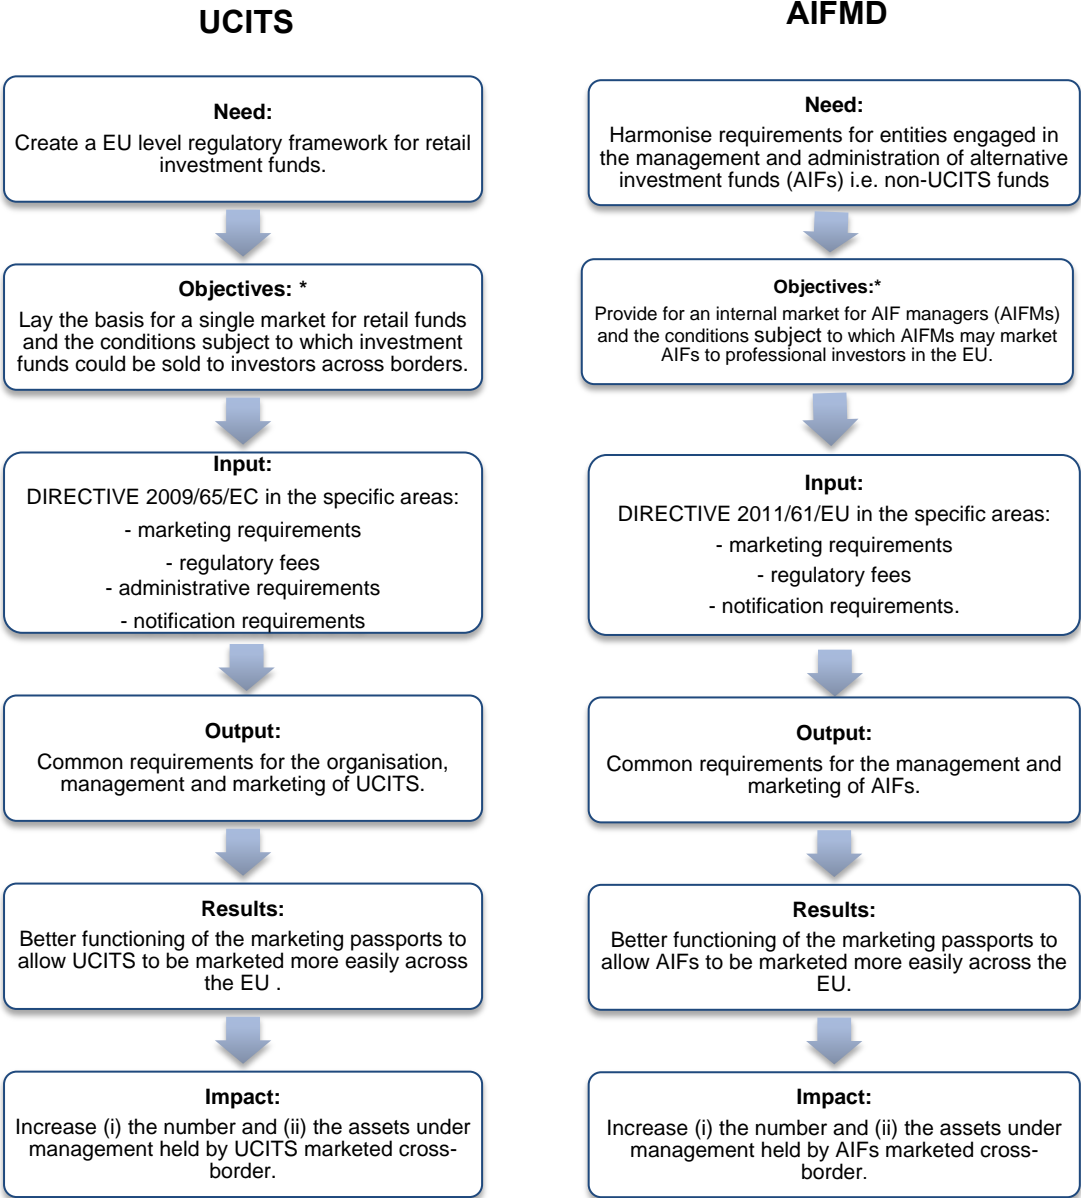 UCITS
Need:
Create a EU level regulatory framework for retail
investment funds.
Objectives: *
Lay the basis for a single market for retail funds
and the conditions subject to which investment
funds could be sold to investors across borders.
Input:
DIRECTIVE 2009/65/EC in the specific areas:
- marketing requirements
- regulatory fees
- administrative requirements
- notification requirements
Output:
Common requirements for the organisation,
management and marketing of UCITS.
Results:
Better functioning of the marketing passports to
allow UCITS to be marketed more easily across
the EU .
Impact:
Increase (i) the number and (ii) the assets under
management held by UCITS marketed cross-
border.
AIFMD
Need:
Harmonise requirements for entities engaged in
the management and administration of alternative
investment funds (AIFs) i.e. non-UCITS funds
Objectives:*
Provide for an internal market for AIF managers (AIFMs)
and the conditions subject to which AIFMs may market
AIFs to professional investors in the EU.
Input:
DIRECTIVE 2011/61/EU in the specific areas:
- marketing requirements
- regulatory fees
- notification requirements.
Output:
Common requirements for the management and
marketing of AIFs.
Results:
Better functioning of the marketing passports to
allow AIFs to be marketed more easily across the
EU.
Impact:
Increase (i) the number and (ii) the assets under
management held by AIFs marketed cross-
border.